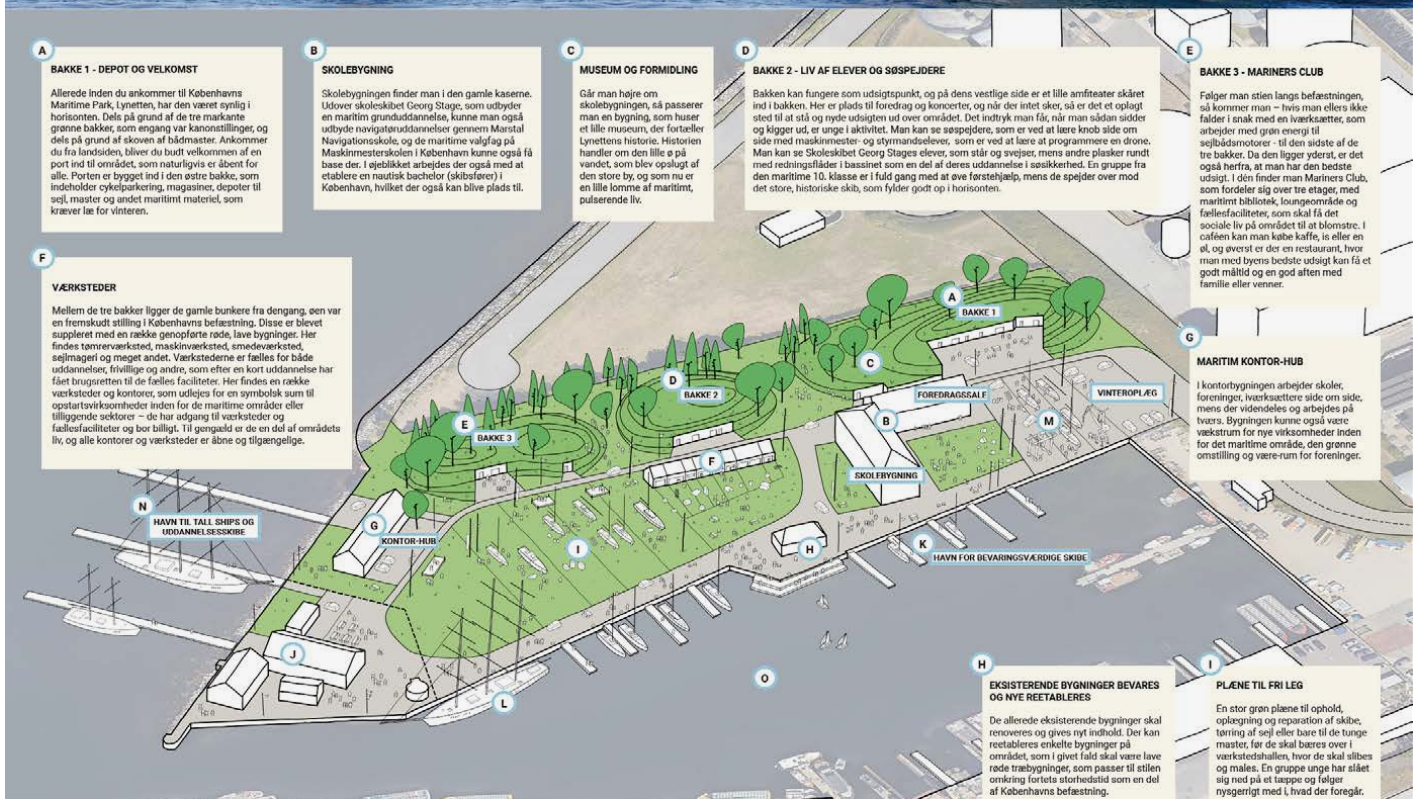 A
BAKKE 1 - DEPOT OG VELKOMST
Allerede inden du ankommer til Københavns
Maritime Park, Lynetten, har den været synlig i
horisonten. Dels på grund af de tre markante
grønne bakker, som engang var kanonstillinger, og
dels på grund af skoven af bådmaster. Ankommer
du fra landsiden, bliver du budt velkommen af en
port ind til området, som naturligvis er åbent for
alle. Porten er bygget ind i den østre bakke, som
indeholder cykelparkering, magasiner, depoter til
sejl, master og andet maritimt materiel, som
kræver læ for vinteren.
B
SKOLEBYGNING
Skolebygningen finder man i den gamle kaserne.
Udover skoleskibet Georg Stage, som udbyder
en maritim grunduddannelse, kunne man også
udbyde navigatøruddannelser gennem Marstal
Navigationsskole, og de maritime valgfag på
Maskinmesterskolen i København kunne også få
base der. I øjeblikket arbejdes der også med at
etablere en nautisk bachelor (skibsfører) i
København, hvilket der også kan blive plads til.
C
MUSEUM OG FORMIDLING
Går man højre om
skolebygningen, så passerer
man en bygning, som huser
et lille museum, der fortæller
Lynettens historie. Historien
handler om den lille ø på
vandet, som blev opslugt af
den store by, og som nu er
en lille lomme af maritimt,
pulserende liv.
D
BAKKE 2 - LIV AF ELEVER OG SØSPEJDERE
Bakken kan fungere som udsigtspunkt, og på dens vestlige side er et lille amfiteater skåret
ind i bakken. Her er plads til foredrag og koncerter, og når der intet sker, så er det et oplagt
sted til at stå og nyde udsigten ud over området. Det indtryk man får, når man sådan sidder
og kigger ud, er unge i aktivitet. Man kan se søspejdere, som er ved at lære knob side om
side med maskinmester- og styrmandselever, som er ved at lære at programmere en drone.
Man kan se Skoleskibet Georg Stages elever, som står og svejser, mens andre plasker rundt
med redningsflåder i bassinet som en del af deres uddannelse i søsikkerhed. En gruppe fra
den maritime 10. klasse er i fuld gang med at øve førstehjælp, mens de spejder over mod
det store, historiske skib, som fylder godt op i horisonten.
E
BAKKE 3 - MARINERS CLUB
Følger man stien langs befæstningen,
så kommer man – hvis man ellers ikke
falder i snak med en iværksætter, som
arbejder med grøn energi til
sejlbådsmotorer - til den sidste af de
tre bakker. Da den ligger yderst, er det
også herfra, at man har den bedste
udsigt. I dén finder man Mariners Club,
som fordeler sig over tre etager, med
maritimt bibliotek, loungeområde og
fællesfaciliteter, som skal få det
sociale liv på området til at blomstre. I
caféen kan man købe kaffe, is eller en
øl, og øverst er der en restaurant, hvor
man med byens bedste udsigt kan få et
godt måltid og en god aften med
familie eller venner.
F
VÆRKSTEDER
Mellem de tre bakker ligger de gamle bunkere fra dengang, øen var
en fremskudt stilling i Københavns befæstning. Disse er blevet
suppleret med en række genopførte røde, lave bygninger. Her
findes tømrerværksted, maskinværksted, smedeværksted,
sejlmageri og meget andet. Værkstederne er fælles for både
uddannelser, frivillige og andre, som efter en kort uddannelse har
fået brugsretten til de fælles faciliteter. Her findes en række
værksteder og kontorer, som udlejes for en symbolsk sum til
opstartsvirksomheder inden for de maritime områder eller
tilliggende sektorer – de har adgang til værksteder og
fællesfaciliteter og bor billigt. Til gengæld er de en del af områdets
liv, og alle kontorer og værksteder er åbne og tilgængelige.
G
MARITIM KONTOR-HUB
I kontorbygningen arbejder skoler,
foreninger, iværksættere side om side,
mens der videndeles og arbejdes på
tværs. Bygningen kunne også være
vækstrum for nye virksomheder inden
for det maritime område, den grønne
omstilling og være-rum for foreninger.
A
BAKKE 1
C
D
BAKKE 2
FOREDRAGSSALE
VINTEROPLÆG
M
B
E
BAKKE 3
F
SKOLEBYGNING
N
HAVN TIL TALL SHIPS OG
UDDANNELSESSKIBE
G
KONTOR-HUB
I
H
K
HAVN FOR BEVARINGSVÆRDIGE SKIBE
J
L
O
H
EKSISTERENDE BYGNINGER BEVARES
OG NYE REETABLERES
De allerede eksisterende bygninger skal
renoveres og gives nyt indhold. Der kan
reetableres enkelte bygninger på
området, som i givet fald skal være lave
røde træbygninger, som passer til stilen
omkring fortets storhedstid som en del
af Københavns befæstning.
I
PLÆNE TIL FRI LEG
En stor grøn plæne til ophold,
oplægning og reparation af skibe,
tørring af sejl eller bare til de tunge
master, før de skal bæres over i
værkstedshallen, hvor de skal slibes
og males. En gruppe unge har slået
sig ned på et tæppe og følger
nysgerrigt med i, hvad der foregår.